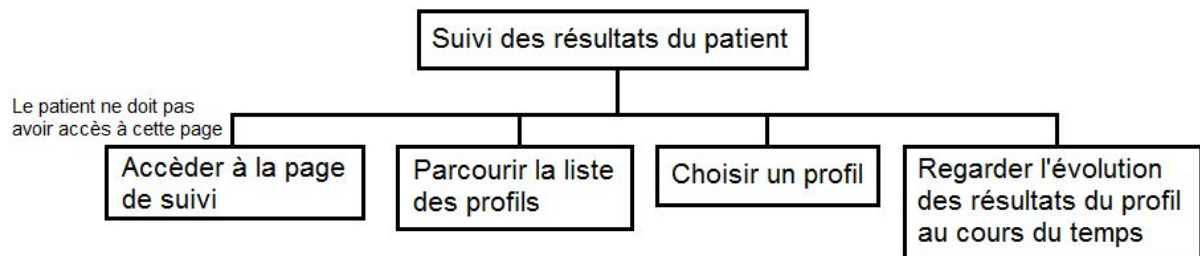 Suivi des résultats du patient
Le patient ne doit pas
avoir accès à cette page
Accèder à la page
de suivi
Parcourir la liste
des profils
Choisir un profil
Regarder l'évolution
des résultats du profil
au cours du temps